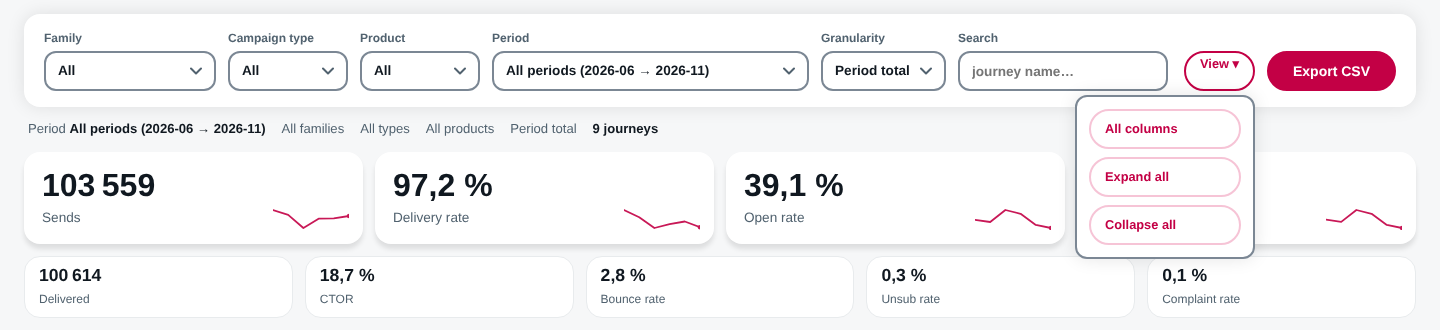 Family Campaign type Product Period Granularity Search
All All All All periods (2026-06 → 2026-11) Period total journey name… View ▾ Export CSV
Period All periods (2026-06 → 2026-11) All families All types All products Period total 9 journeys
All columns
Expand all
Collapse all
103 559 97,2 % 39,1 %
Sends Delivery rate Open rate
100 614 18,7 % 2,8 % 0,3 % 0,1 %
Delivered CTOR Bounce rate Unsub rate Complaint rate